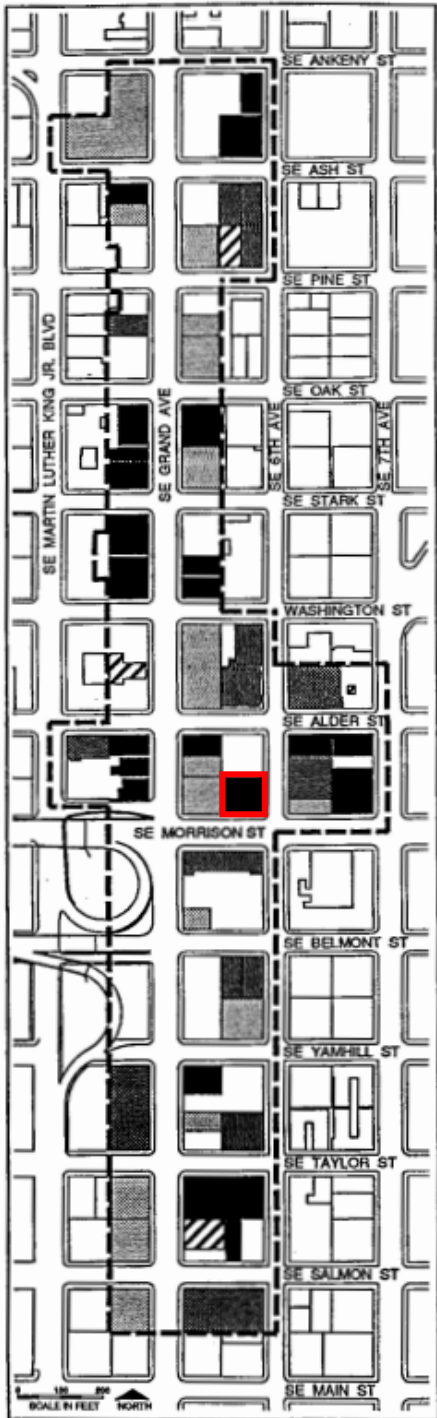 SE ANKENY ST
SE ASH ST
SE PINE ST
SE MARTIN LUTHER KING JR. BLVD
SE OAK ST
SE GRAND AVE
SE 6TH AVE
SE 7TH AVE
SE STARK ST
WASHINGTON ST
SE ALDER ST
SE MORRISON ST
SE BELMONT ST
SE YAMHILL ST
SE TAYLOR ST
SE SALMON ST
0 100 200
SCALE IN FEET NORTH
SE MAIN ST